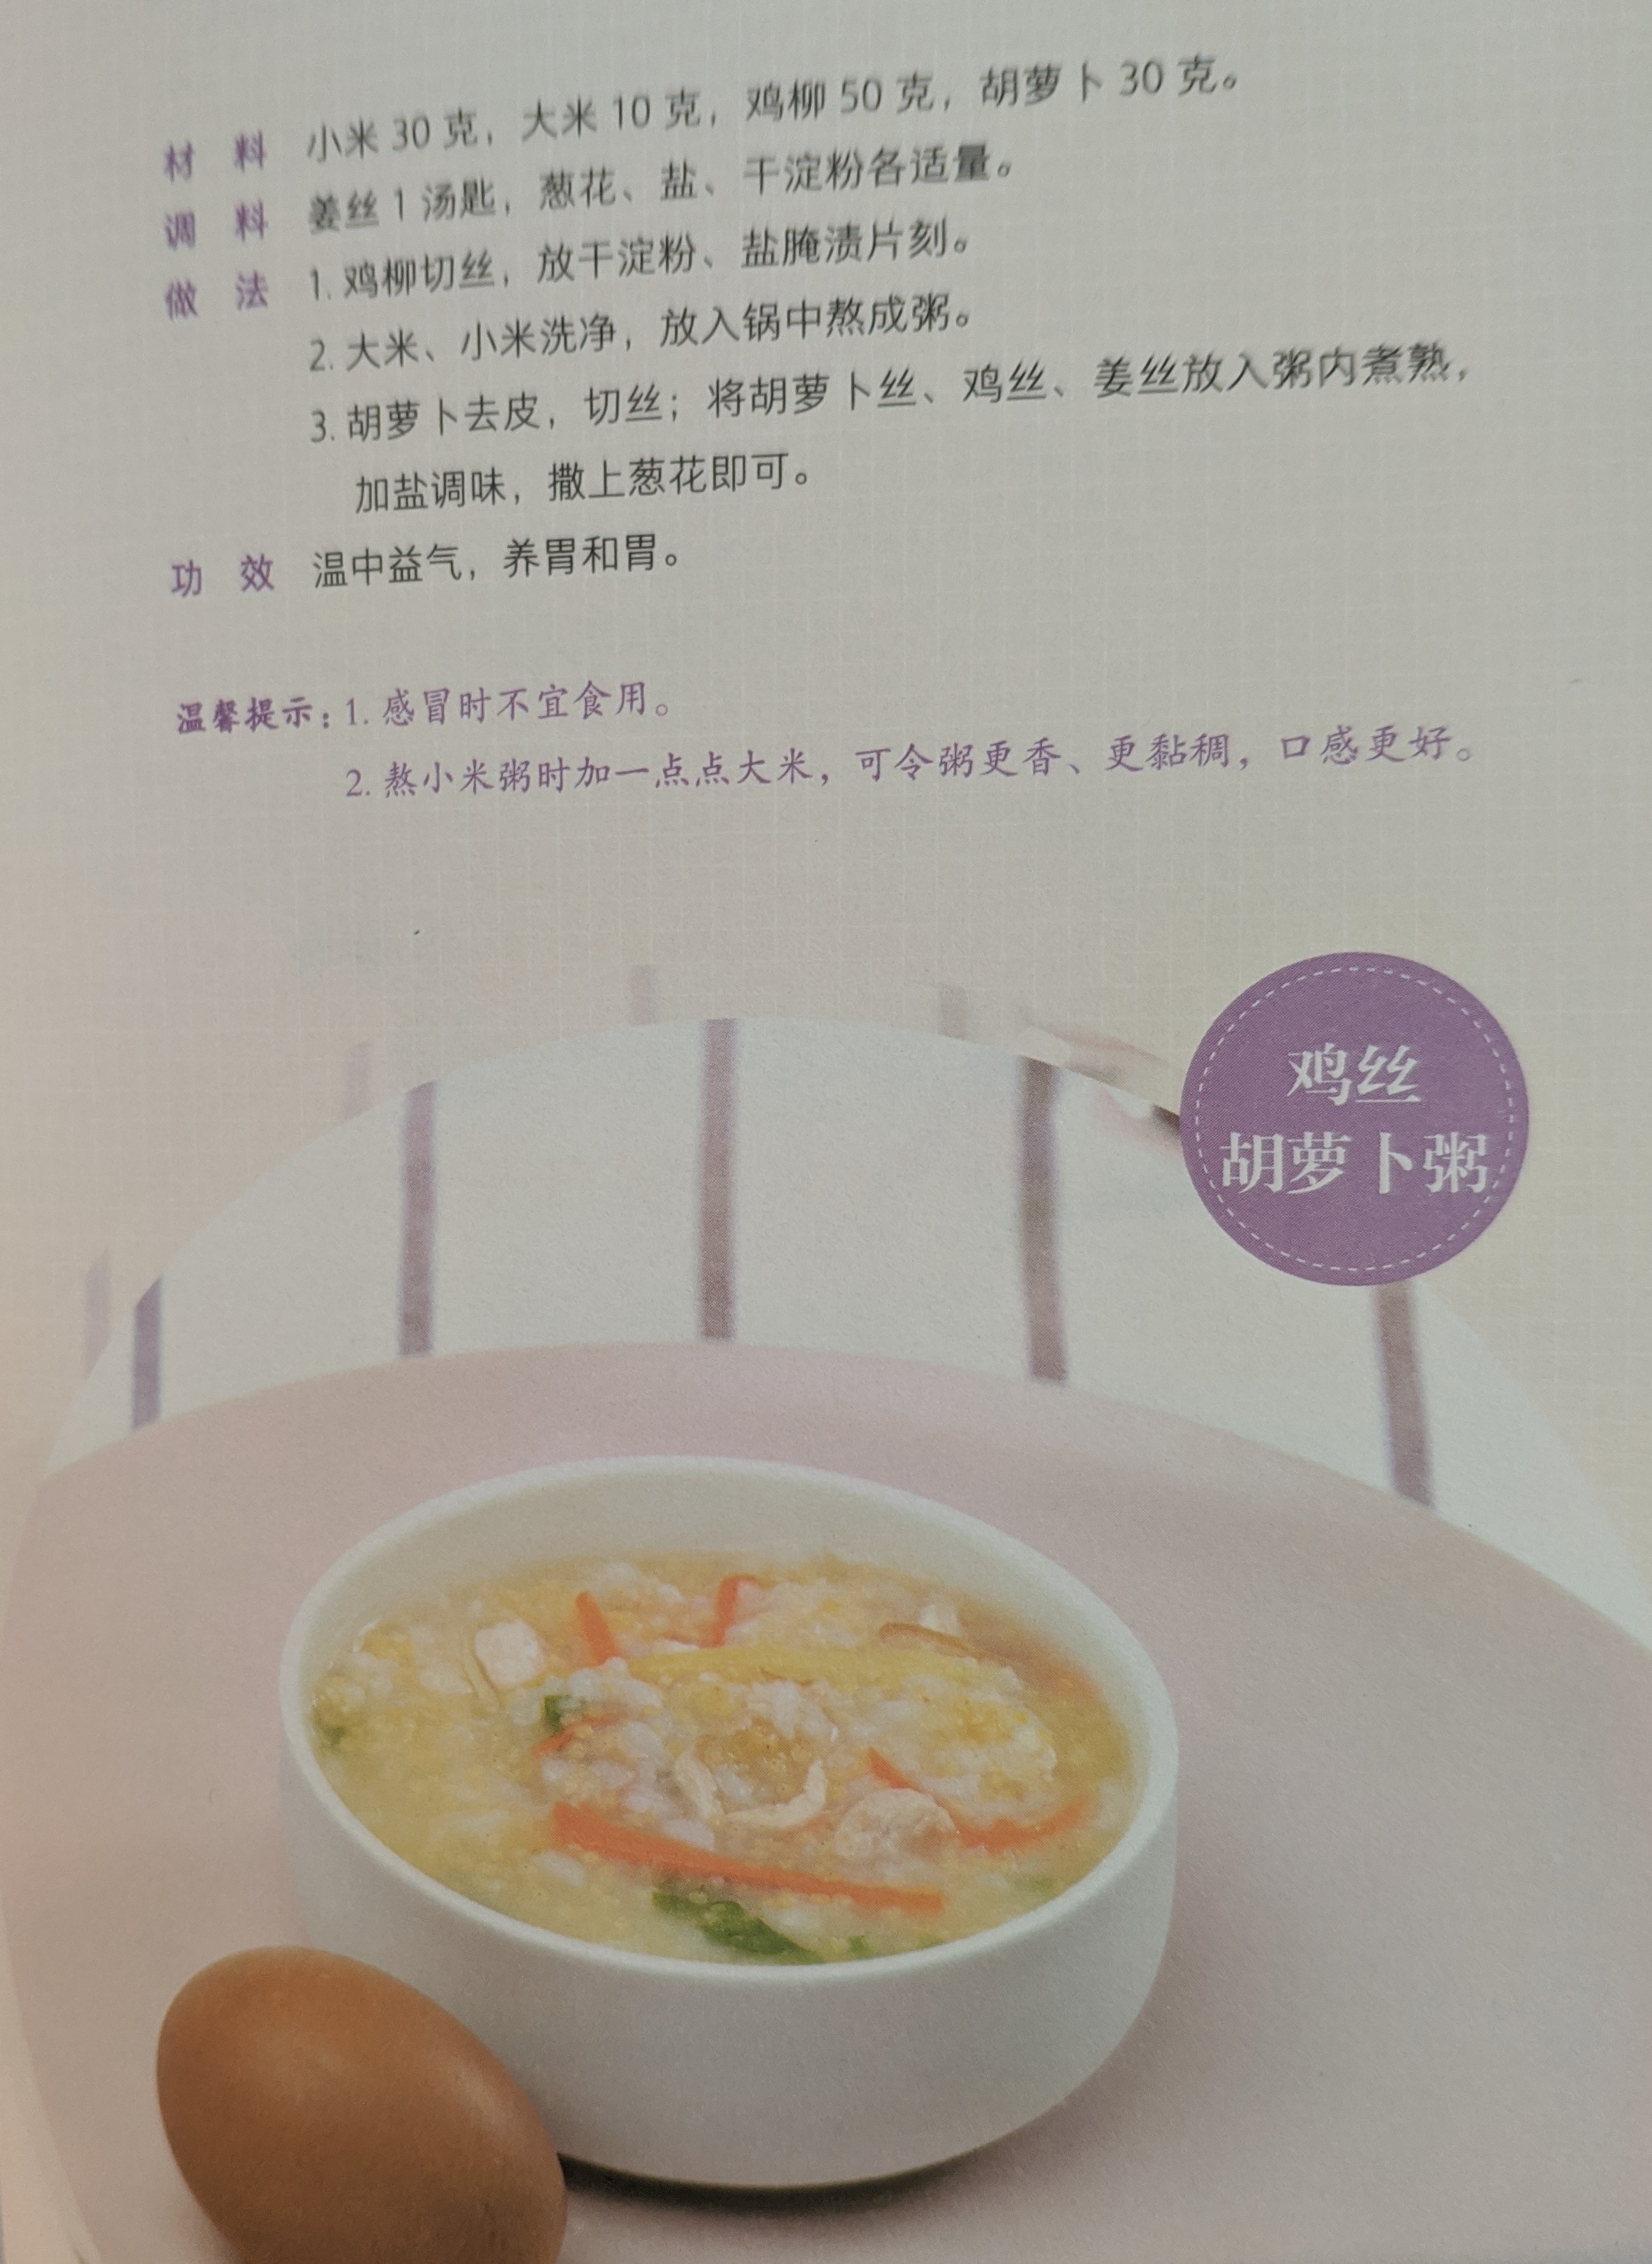 材 料 小米 30 克，大米 10 克，鸡柳 50 克，胡萝卜 30 克。
调 料 姜丝 1 汤匙，葱花、盐、干淀粉各适量。
做 法 1. 鸡柳切丝，放干淀粉、盐腌渍片刻。
2. 大米、小米洗净，放入锅中熬成粥。
3. 胡萝卜去皮，切丝；将胡萝卜丝、鸡丝、姜丝放入粥内煮熟，
加盐调味，撒上葱花即可。
功 效 温中益气，养胃和胃。
温馨提示：1. 感冒时不宜食用。
2. 熬小米粥时加一点点大米，可令粥更香、更黏稠，口感更好。
鸡丝
胡萝卜粥